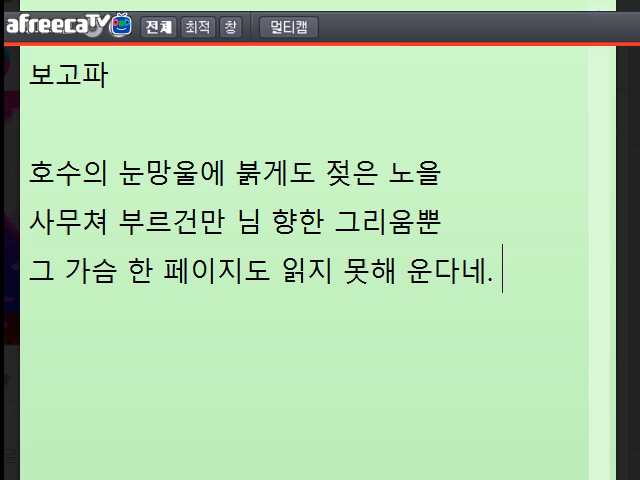 afreecaTV 전체 최적 창 멀티캠
보고파
호수의 눈망울에 붉게도 젖은 노을
사무쳐 부르건만 님 향한 그리움뿐
그 가슴 한 페이지도 읽지 못해 운다네.